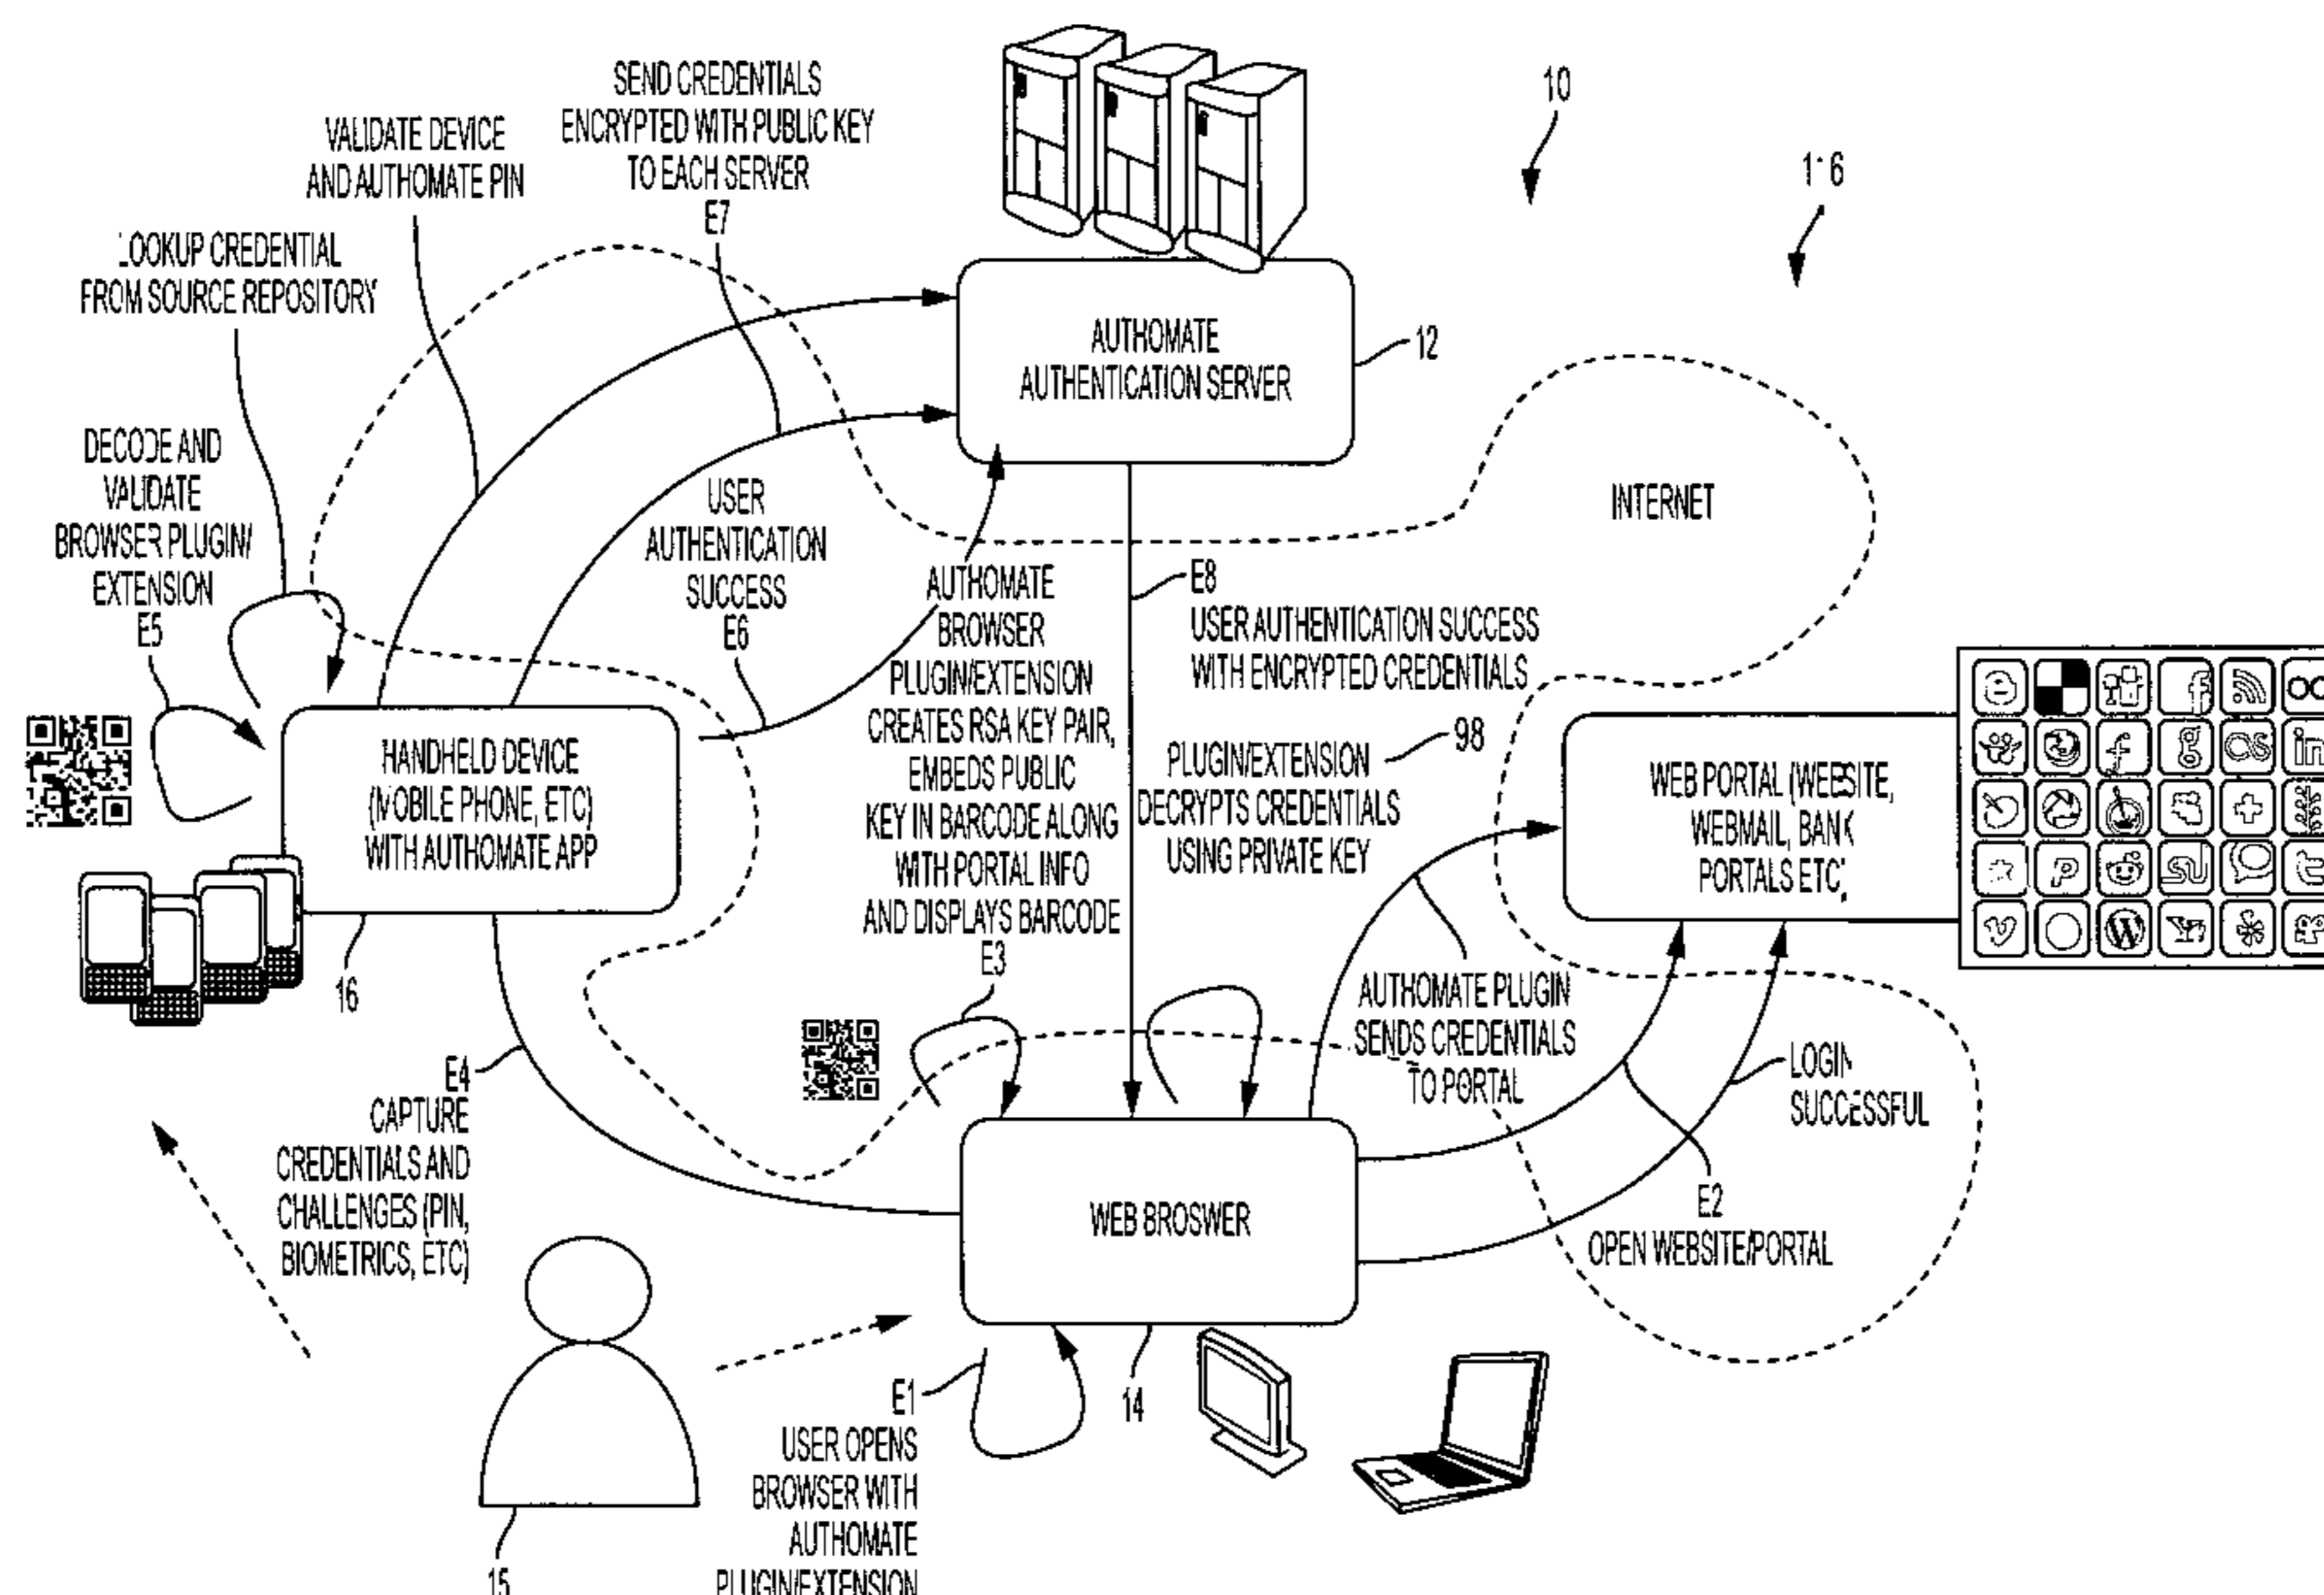 SEND CREDENTIALS
ENCRYPTED WITH PUBLIC KEY
TO EACH SERVER
E7
VALIDATE DEVICE
AND AUTHOMATE PIN
LOOKUP CREDENTIAL
FROM SOURCE REPOSITORY
DECODE AND
VALIDATE
BROWSER PLUGIN/
EXTENSION
E5
10
116
AUTHOMATE
AUTHENTICATION SERVER
12
INTERNET
USER
AUTHENTICATION
SUCCESS
E6
AUTHOMATE
BROWSER
PLUGIN/EXTENSION
CREATES RSA KEY PAIR,
EMBEDS PUBLIC
KEY IN BARCODE ALONG
WITH PORTAL INFO
AND DISPLAYS BARCODE
E3
E8
USER AUTHENTICATION SUCCESS
WITH ENCRYPTED CREDENTIALS
98
PLUGIN/EXTENSION
DECRYPTS CREDENTIALS
USING PRIVATE KEY
HANDHELD DEVICE
(MOBILE PHONE, ETC)
WITH AUTHOMATE APP
16
WEB PORTAL (WEBSITE,
WEBMAIL, BANK
PORTALS ETC)
AUTHOMATE PLUGIN
SENDS CREDENTIALS
TO PORTAL
LOGIN
SUCCESSFUL
E2
OPEN WEBSITE/PORTAL
E4
CAPTURE
CREDENTIALS AND
CHALLENGES (PIN,
BIOMETRICS, ETC)
WEB BROSWER
14
E1
USER OPENS
BROWSER WITH
AUTHOMATE
PLUGIN/EXTENSION
15